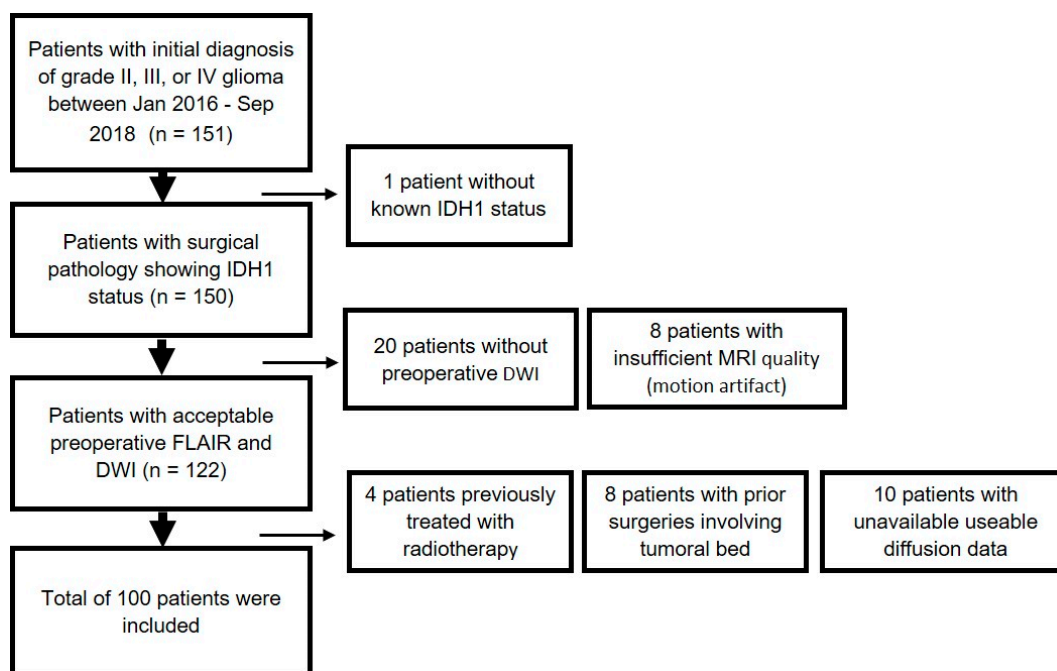 Patients with initial diagnosis
of grade II, III, or IV glioma
between Jan 2016 - Sep
2018 (n = 151)
1 patient without
known IDH1 status
Patients with surgical
pathology showing IDH1
status (n = 150)
20 patients without
preoperative DWI
8 patients with
insufficient MRI quality
(motion artifact)
Patients with acceptable
preoperative FLAIR and
DWI (n = 122)
4 patients previously
treated with
radiotherapy
8 patients with prior
surgeries involving
tumoral bed
10 patients with
unavailable useable
diffusion data
Total of 100 patients were
included